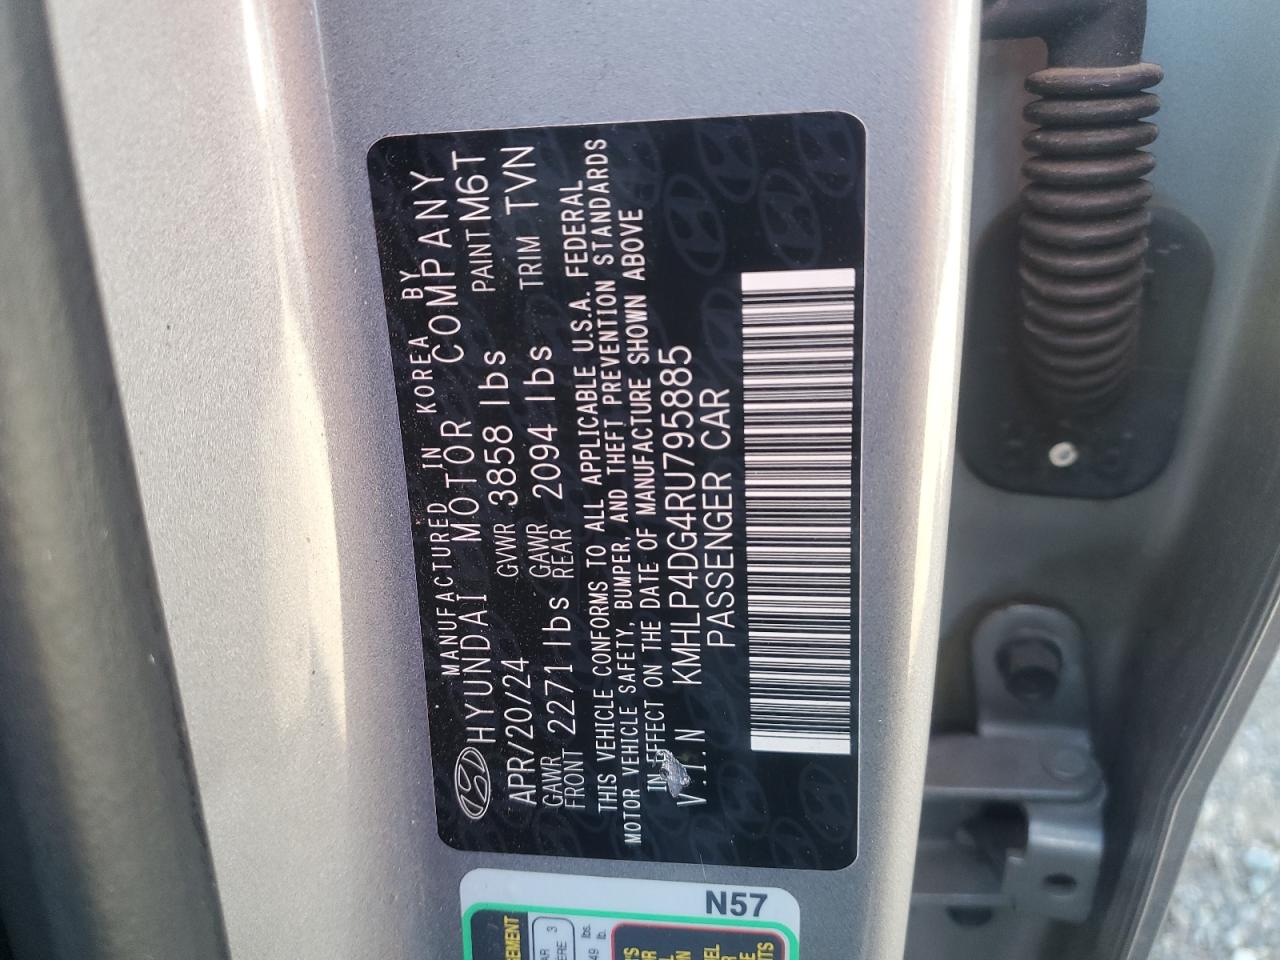 MANUFACTURED IN KOREA BY
HYUNDAI MOTOR COMPANY
APR/20/24 GVWR 3858 lbs PAINT M6T
GAWR FRONT 2271 lbs GAWR REAR 2094 lbs TRIM TVN
THIS VEHICLE CONFORMS TO ALL APPLICABLE U.S.A. FEDERAL
MOTOR VEHICLE SAFETY, BUMPER, AND THEFT PREVENTION STANDARDS
IN EFFECT ON THE DATE OF MANUFACTURE SHOWN ABOVE
V.I.N KMHLP4DG4RU795885
PASSENGER CAR
N57